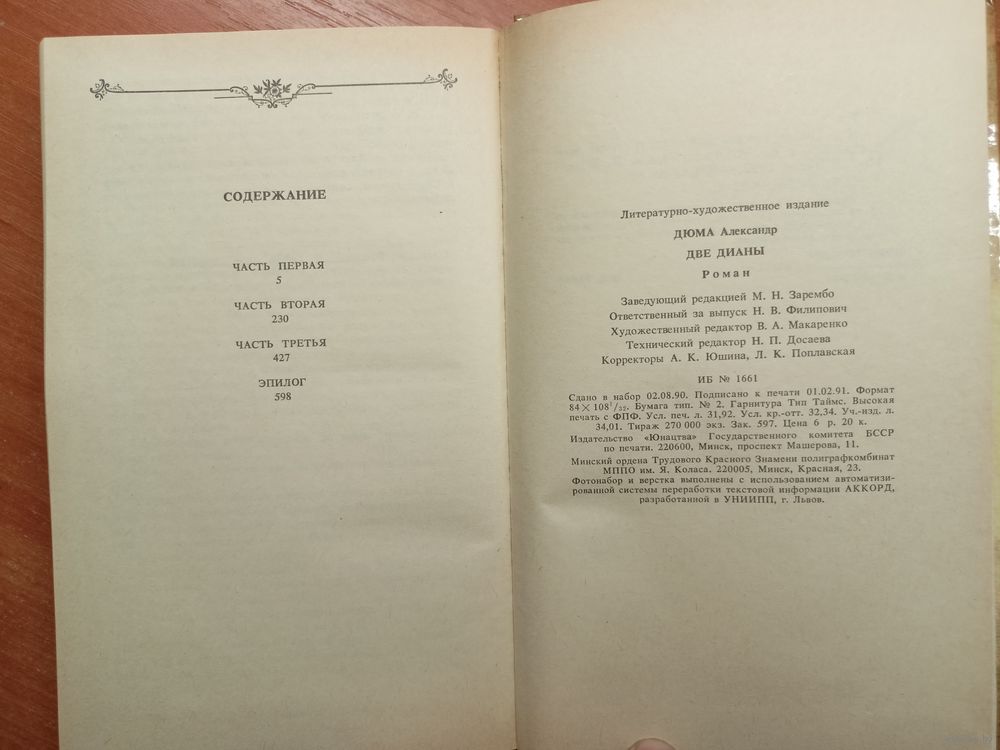 СОДЕРЖАНИЕ
ЧАСТЬ ПЕРВАЯ
5
ЧАСТЬ ВТОРАЯ
230
ЧАСТЬ ТРЕТЬЯ
427
ЭПИЛОГ
598
Литературно-художественное издание
ДЮМА Александр
ДВЕ ДИАНЫ
Роман
Заведующий редакцией М. Н. Зарембо
Ответственный за выпуск Н. В. Филипович
Художественный редактор В. А. Макаренко
Технический редактор Н. П. Досаева
Корректоры А. К. Юшина, Л. К. Поплавская
ИБ № 1661
Сдано в набор 02.08.90. Подписано к печати 01.02.91. Формат
84×108¹/₃₂. Бумага тип. № 2. Гарнитура Тип Таймс. Высокая
печать с ФПФ. Усл. печ. л. 31,92. Усл. кр.-отт. 32,34. Уч.-изд. л.
34,01. Тираж 270 000 экз. Зак. 597. Цена 6 р. 20 к.
Издательство «Юнацтва» Государственного комитета БССР
по печати. 220600, Минск, проспект Машерова, 11.
Минский ордена Трудового Красного Знамени полиграфкомбинат
МППО им. Я. Коласа. 220005, Минск, Красная, 23.
Фотонабор и верстка выполнены с использованием автоматизи-
рованной системы переработки текстовой информации АККОРД,
разработанной в УНИИПП, г. Львов.